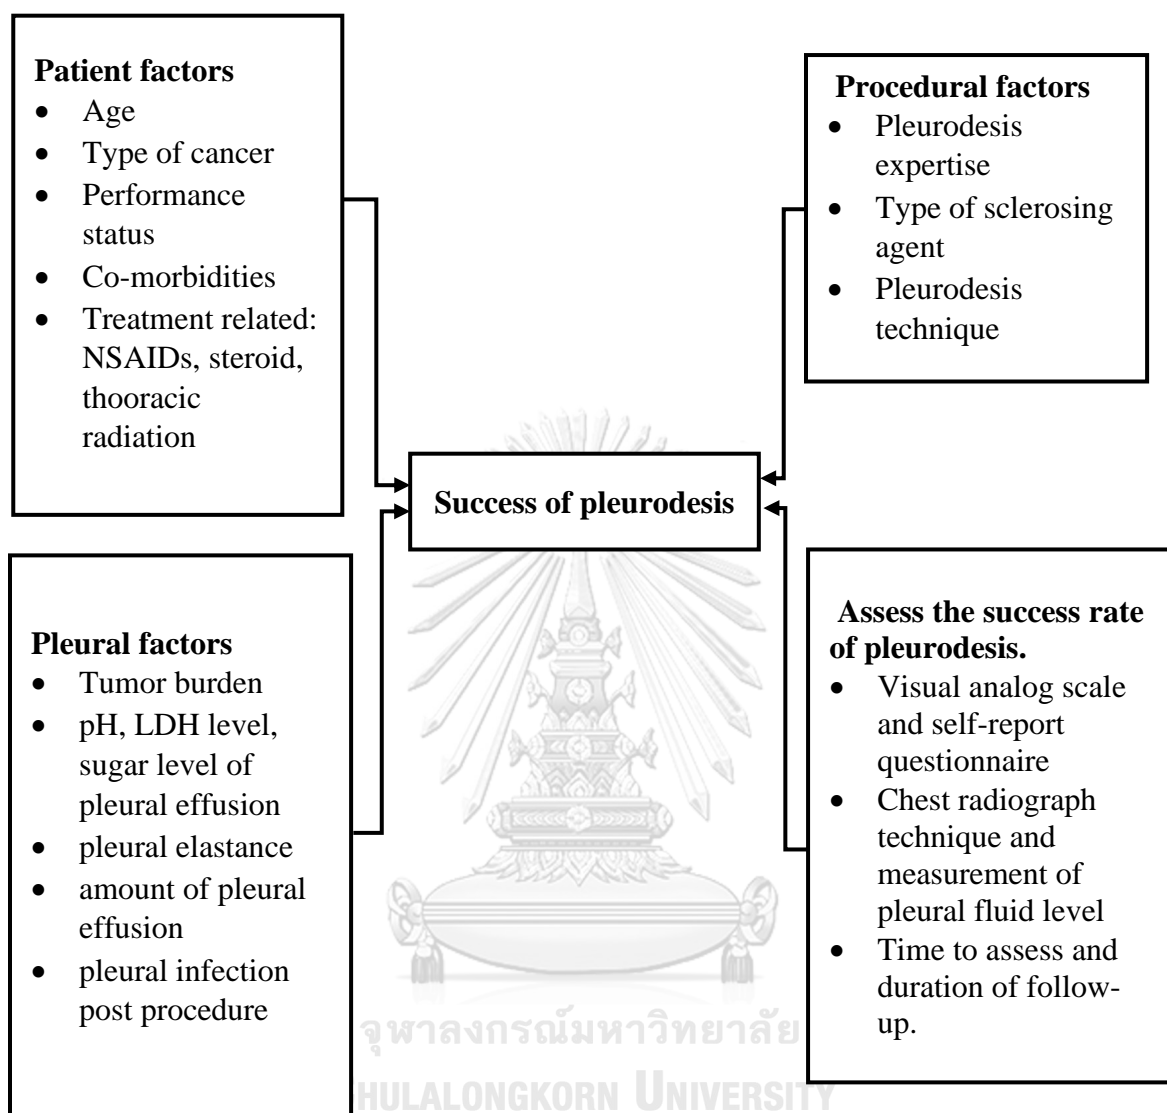 Patient factors
• Age
• Type of cancer
• Performance
status
• Co-morbidities
• Treatment related:
NSAIDs, steroid,
thooracic
radiation
Procedural factors
• Pleurodesis
expertise
• Type of sclerosing
agent
• Pleurodesis
technique
Success of pleurodesis
Pleural factors
• Tumor burden
• pH, LDH level,
sugar level of
pleural effusion
• pleural elastance
• amount of pleural
effusion
• pleural infection
post procedure
Assess the success rate
of pleurodesis.
• Visual analog scale
and self-report
questionnaire
• Chest radiograph
technique and
measurement of
pleural fluid level
• Time to assess and
duration of follow-
up.
จุฬาลงกรณ์มหาวิทยาลัย
HULALONGKORN UNIVERSITY